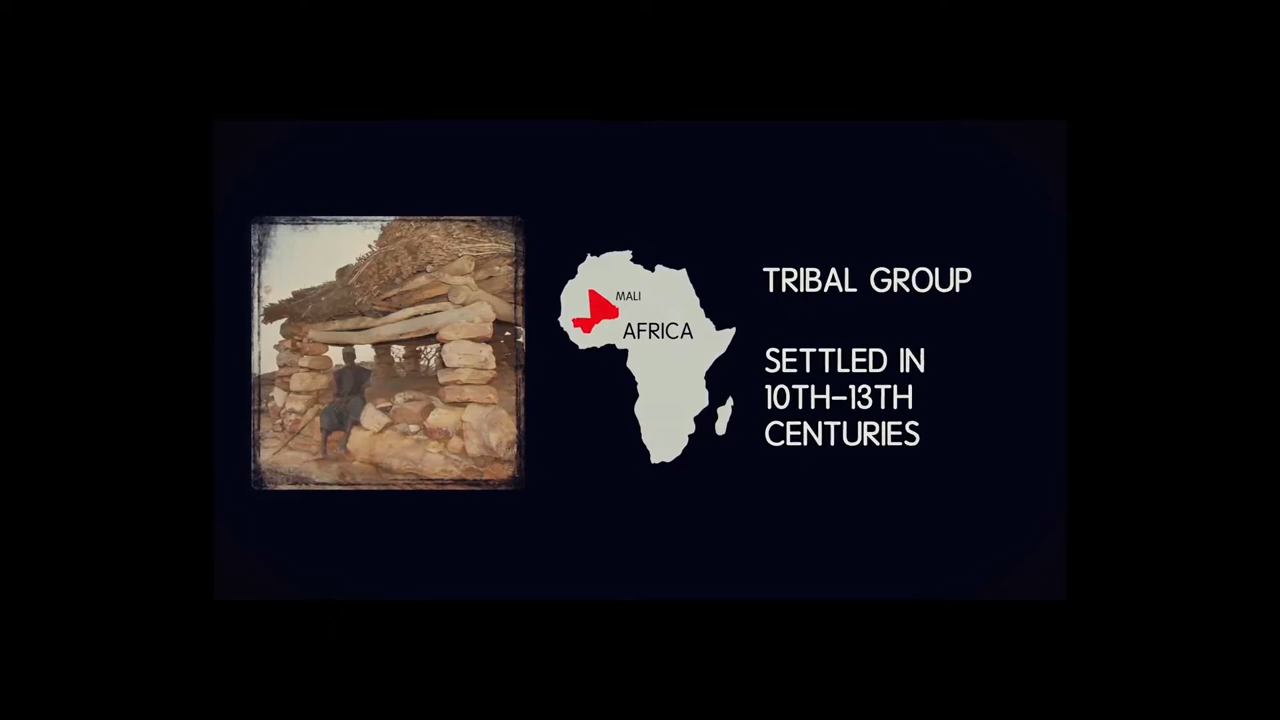 MALI
AFRICA
TRIBAL GROUP
SETTLED IN
10TH–13TH
CENTURIES